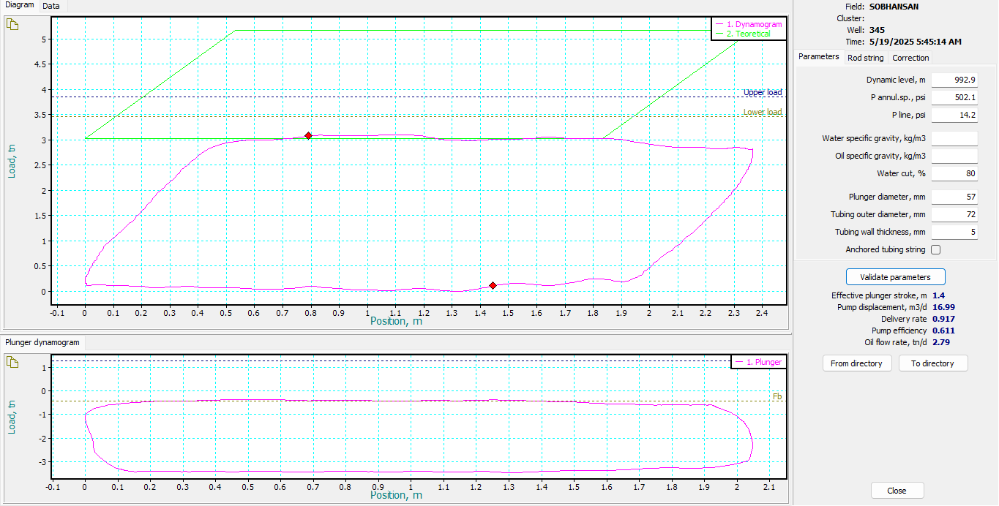 Diagram Data
5
4.5
4
3.5
3
2.5
2
1.5
1
0.5
0
Load, tn
1. Dynamogram
2. Teoretical
Upper load
Lower load
-0.1 0 0.1 0.2 0.3 0.4 0.5 0.6 0.7 0.8 0.9 1 1.1 1.2 1.3 1.4 1.5 1.6 1.7 1.8 1.9 2 2.1 2.2 2.3 2.4
Position, m
Plunger dynamogram
1
0
-1
-2
-3
Load, tn
1. Plunger
Fb
-0.1 0 0.1 0.2 0.3 0.4 0.5 0.6 0.7 0.8 0.9 1 1.1 1.2 1.3 1.4 1.5 1.6 1.7 1.8 1.9 2 2.1
Position, m
Field: SOBHANSAN
Cluster:
Well: 345
Time: 5/19/2025 5:45:14 AM
Parameters Rod string Correction
Dynamic level, m 992.9
P annul.sp., psi 502.1
P line, psi 14.2
Water specific gravity, kg/m3
Oil specific gravity, kg/m3
Water cut, % 80
Plunger diameter, mm 57
Tubing outer diameter, mm 72
Tubing wall thickness, mm 5
Anchored tubing string
Validate parameters
Effective plunger stroke, m 1.4
Pump displacement, m3/d 16.99
Delivery rate 0.917
Pump efficiency 0.611
Oil flow rate, tn/d 2.79
From directory To directory
Close